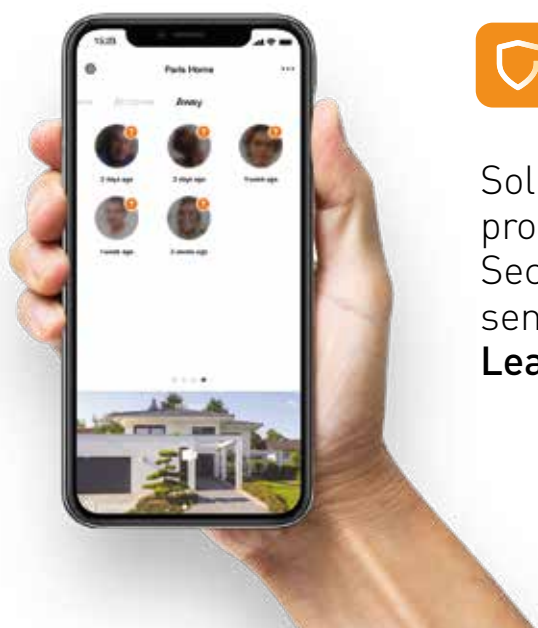 15:25
Paris Home
Away
2 days ago
2 days ago
1 week ago
1 week ago
2 weeks ago
Sol
pro
Sec
sen
Lea